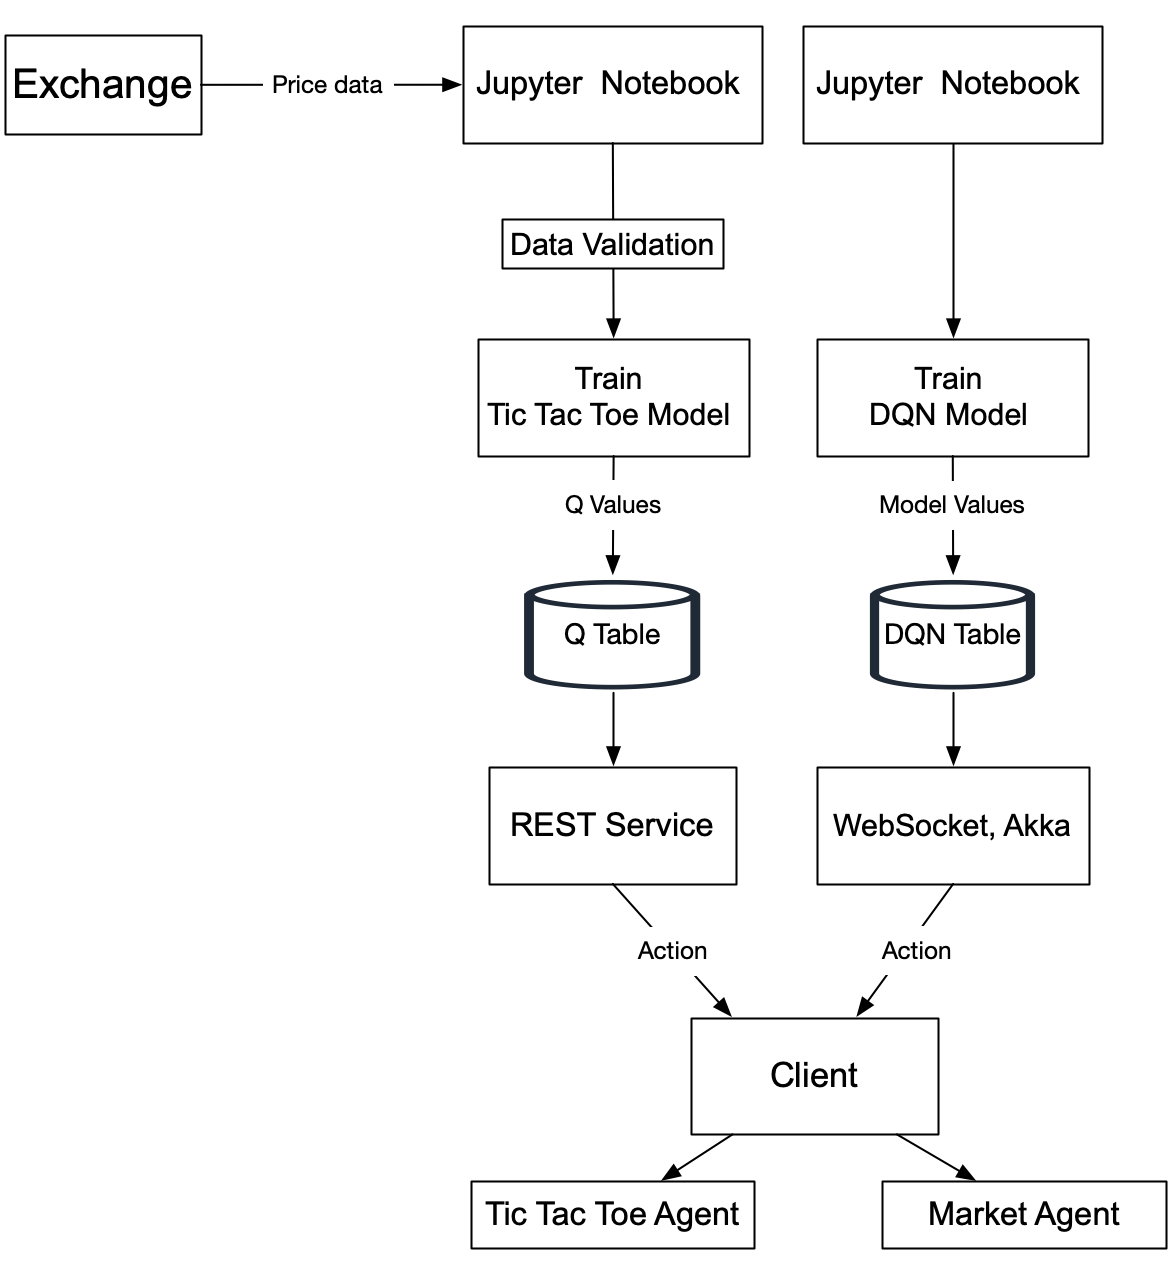 Exchange
Price data
Jupyter Notebook
Jupyter Notebook
Data Validation
Train
Tic Tac Toe Model
Train
DQN Model
Q Values
Model Values
Q Table
DQN Table
REST Service
WebSocket, Akka
Action
Action
Client
Tic Tac Toe Agent
Market Agent